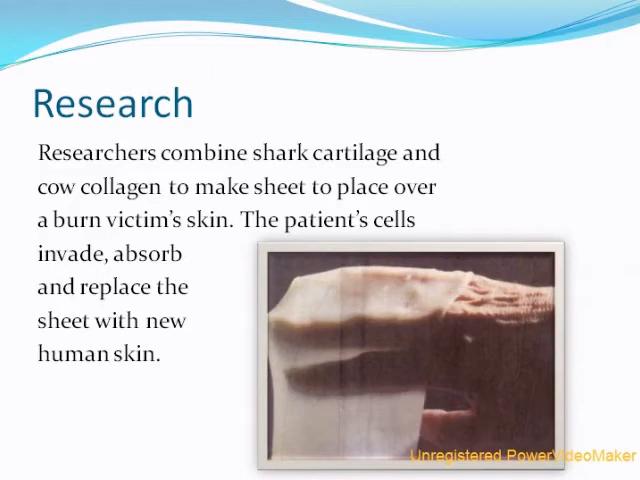 Research
Researchers combine shark cartilage and
cow collagen to make sheet to place over
a burn victim's skin. The patient's cells
invade, absorb
and replace the
sheet with new
human skin.
Unregistered PowerVideoMaker